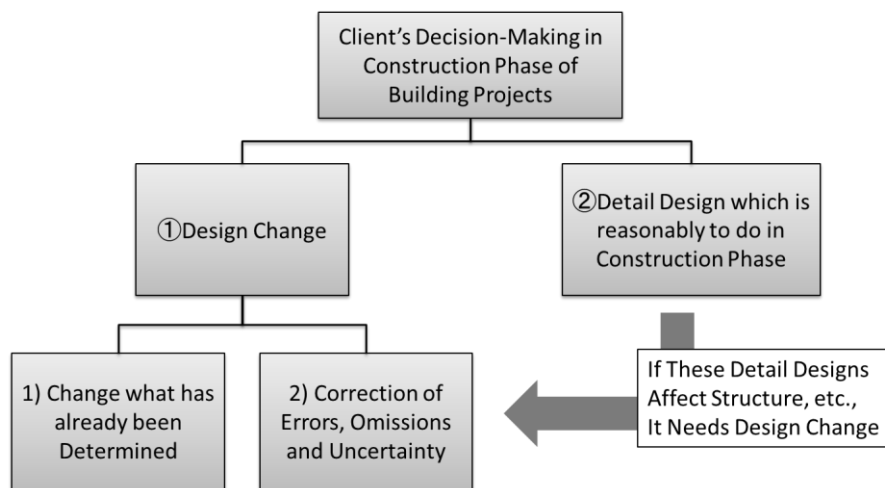 Client's Decision-Making in
Construction Phase of
Building Projects
①Design Change
②Detail Design which is
reasonably to do in
Construction Phase
1) Change what has
already been
Determined
2) Correction of
Errors, Omissions
and Uncertainty
If These Detail Designs
Affect Structure, etc.,
It Needs Design Change